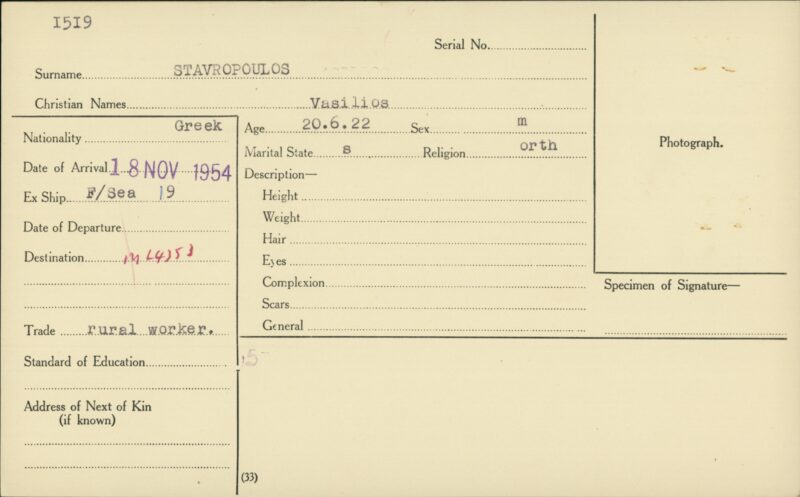 1519
Serial No.
Surname STAVROPOULOS
Christian Names Vasilios
Nationality Greek
Date of Arrival 18 NOV 1954
Ex Ship F/Sea 19
Date of Departure
Destination
Trade rural worker.
Standard of Education
Address of Next of Kin
(if known)
Age 20.6.22 Sex m
Marital State s Religion orth
Description—
Height
Weight
Hair
Eyes
Complexion
Scars
General
15
(33)
Photograph.
Specimen of Signature—